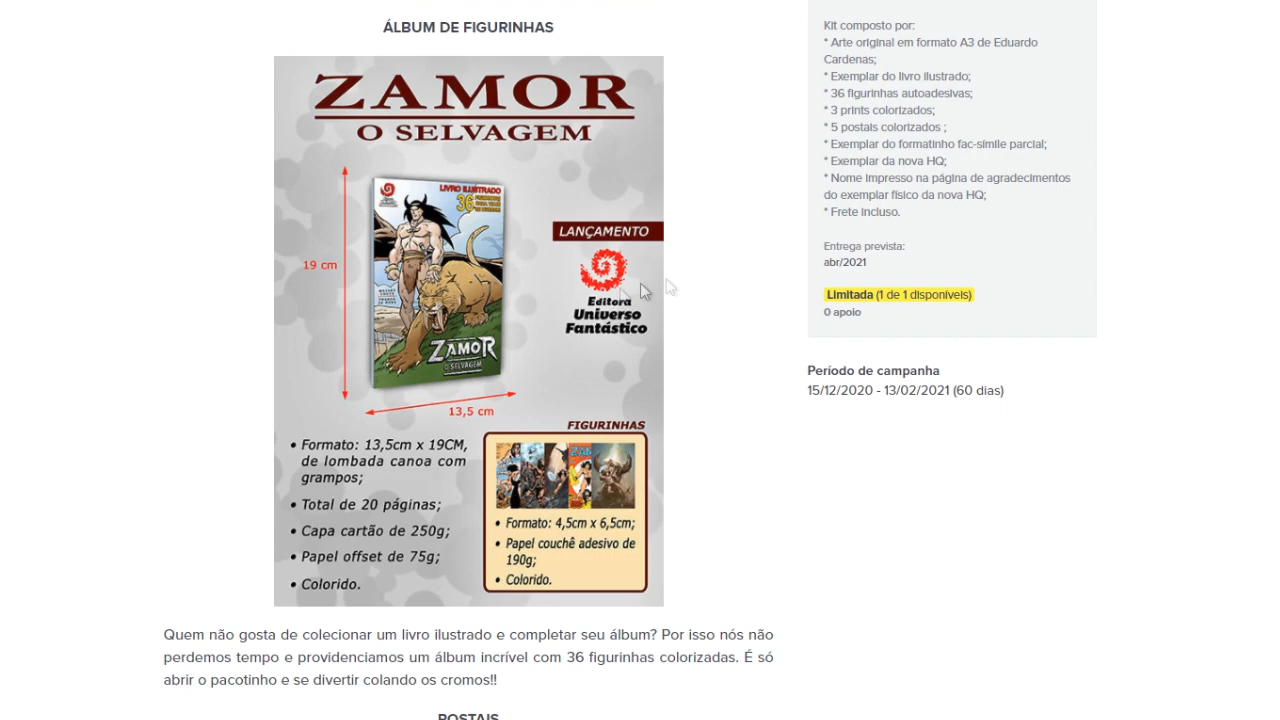 ÁLBUM DE FIGURINHAS
ZAMOR
O SELVAGEM
LIVRO ILUSTRADO
36
19 cm
LANÇAMENTO
Editora
Universo
Fantástico
ZAMOR
O SELVAGEM
13,5 cm
• Formato: 13,5cm x 19CM,
de lombada canoa com
grampos;
• Total de 20 páginas;
• Capa cartão de 250g;
• Papel offset de 75g;
• Colorido.
FIGURINHAS
• Formato: 4,5cm x 6,5cm;
• Papel couchê adesivo de
190g;
• Colorido.
Quem não gosta de colecionar um livro ilustrado e completar seu álbum? Por isso nós não
perdemos tempo e providenciamos um álbum incrível com 36 figurinhas colorizadas. É só
abrir o pacotinho e se divertir colando os cromos!!
POSTAIS
Kit composto por:
* Arte original em formato A3 de Eduardo
Cardenas;
* Exemplar do livro ilustrado;
* 36 figurinhas autoadesivas;
* 3 prints colorizados;
* 5 postais colorizados ;
* Exemplar do formatinho fac-símile parcial;
* Exemplar da nova HQ;
* Nome impresso na página de agradecimentos
do exemplar físico da nova HQ;
* Frete incluso.
Entrega prevista:
abr/2021
Limitada (1 de 1 disponíveis)
0 apoio
Período de campanha
15/12/2020 - 13/02/2021 (60 dias)